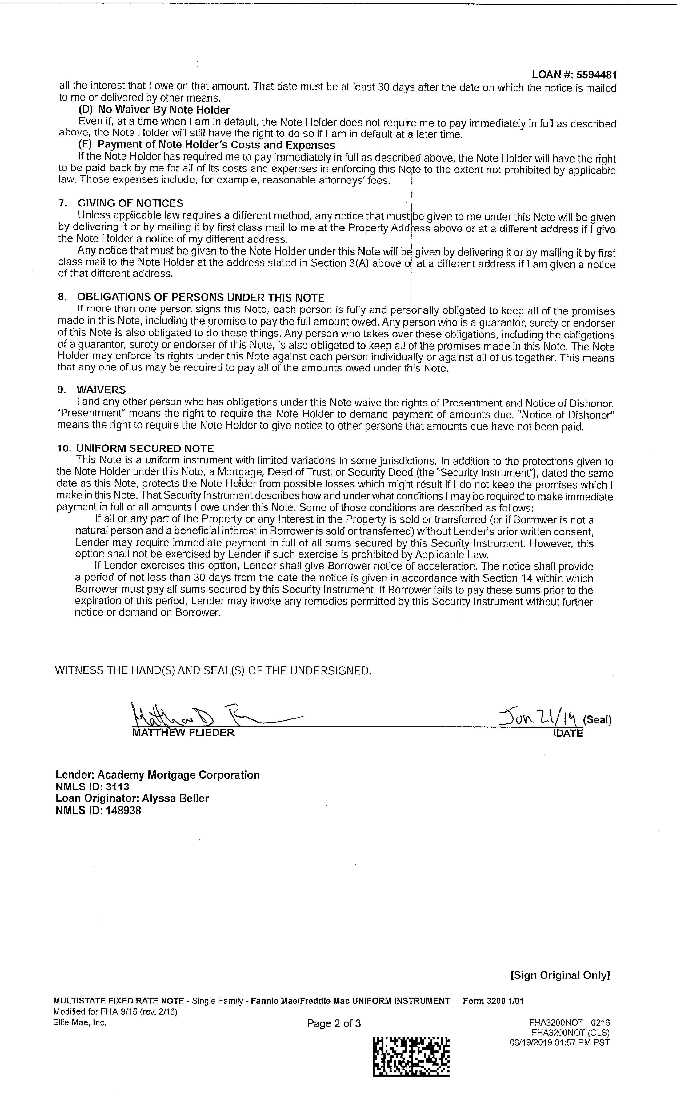 LOAN #: 5594481
all the interest that I owe on that amount. That date must be at least 30 days after the date on which the notice is mailed
to me or delivered by other means.
(D) No Waiver By Note Holder
Even if, at a time when I am in default, the Note Holder does not require me to pay immediately in full as described
above, the Note Holder will still have the right to do so if I am in default at a later time.
(E) Payment of Note Holder's Costs and Expenses
If the Note Holder has required me to pay immediately in full as described above, the Note Holder will have the right
to be paid back by me for all of its costs and expenses in enforcing this Note to the extent not prohibited by applicable
law. Those expenses include, for example, reasonable attorneys' fees.
7. GIVING OF NOTICES
Unless applicable law requires a different method, any notice that must be given to me under this Note will be given
by delivering it or by mailing it by first class mail to me at the Property Address above or at a different address if I give
the Note Holder a notice of my different address.
Any notice that must be given to the Note Holder under this Note will be given by delivering it or by mailing it by first
class mail to the Note Holder at the address stated in Section 3(A) above or at a different address if I am given a notice
of that different address.
8. OBLIGATIONS OF PERSONS UNDER THIS NOTE
If more than one person signs this Note, each person is fully and personally obligated to keep all of the promises
made in this Note, including the promise to pay the full amount owed. Any person who is a guarantor, surety or endorser
of this Note is also obligated to do these things. Any person who takes over these obligations, including the obligations
of a guarantor, surety or endorser of this Note, is also obligated to keep all of the promises made in this Note. The Note
Holder may enforce its rights under this Note against each person individually or against all of us together. This means
that any one of us may be required to pay all of the amounts owed under this Note.
9. WAIVERS
I and any other person who has obligations under this Note waive the rights of Presentment and Notice of Dishonor.
"Presentment" means the right to require the Note Holder to demand payment of amounts due. "Notice of Dishonor"
means the right to require the Note Holder to give notice to other persons that amounts due have not been paid.
10. UNIFORM SECURED NOTE
This Note is a uniform instrument with limited variations in some jurisdictions. In addition to the protections given to
the Note Holder under this Note, a Mortgage, Deed of Trust, or Security Deed (the "Security Instrument"), dated the same
date as this Note, protects the Note Holder from possible losses which might result if I do not keep the promises which I
make in this Note. That Security Instrument describes how and under what conditions I may be required to make immediate
payment in full of all amounts I owe under this Note. Some of those conditions are described as follows:
If all or any part of the Property or any Interest in the Property is sold or transferred (or if Borrower is not a
natural person and a beneficial interest in Borrower is sold or transferred) without Lender's prior written consent,
Lender may require immediate payment in full of all sums secured by this Security Instrument. However, this
option shall not be exercised by Lender if such exercise is prohibited by Applicable Law.
If Lender exercises this option, Lender shall give Borrower notice of acceleration. The notice shall provide
a period of not less than 30 days from the date the notice is given in accordance with Section 14 within which
Borrower must pay all sums secured by this Security Instrument. If Borrower fails to pay these sums prior to the
expiration of this period, Lender may invoke any remedies permitted by this Security Instrument without further
notice or demand on Borrower.
WITNESS THE HAND(S) AND SEAL(S) OF THE UNDERSIGNED.
Jun 21/19 (Seal)
MATTHEW FLIEDER DATE
Lender: Academy Mortgage Corporation
NMLS ID: 3113
Loan Originator: Alyssa Beller
NMLS ID: 148938
[Sign Original Only]
MULTISTATE FIXED RATE NOTE - Single Family - Fannie Mae/Freddie Mac UNIFORM INSTRUMENT Form 3200 1/01
Modified for FHA 9/15 (rev. 2/16)
Ellie Mae, Inc. Page 2 of 3 FHA3200NOT 0216
FHA3200NOT (CLS)
06/19/2019 01:57 PM PST